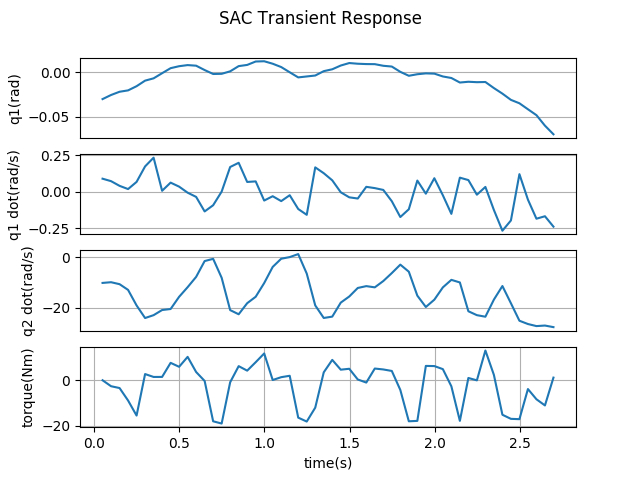 SAC Transient Response
q1(rad)
0.00
−0.05
q1 dot(rad/s)
0.25
0.00
−0.25
q2 dot(rad/s)
0
−20
torque(Nm)
0
−20
0.0 0.5 1.0 1.5 2.0 2.5
time(s)